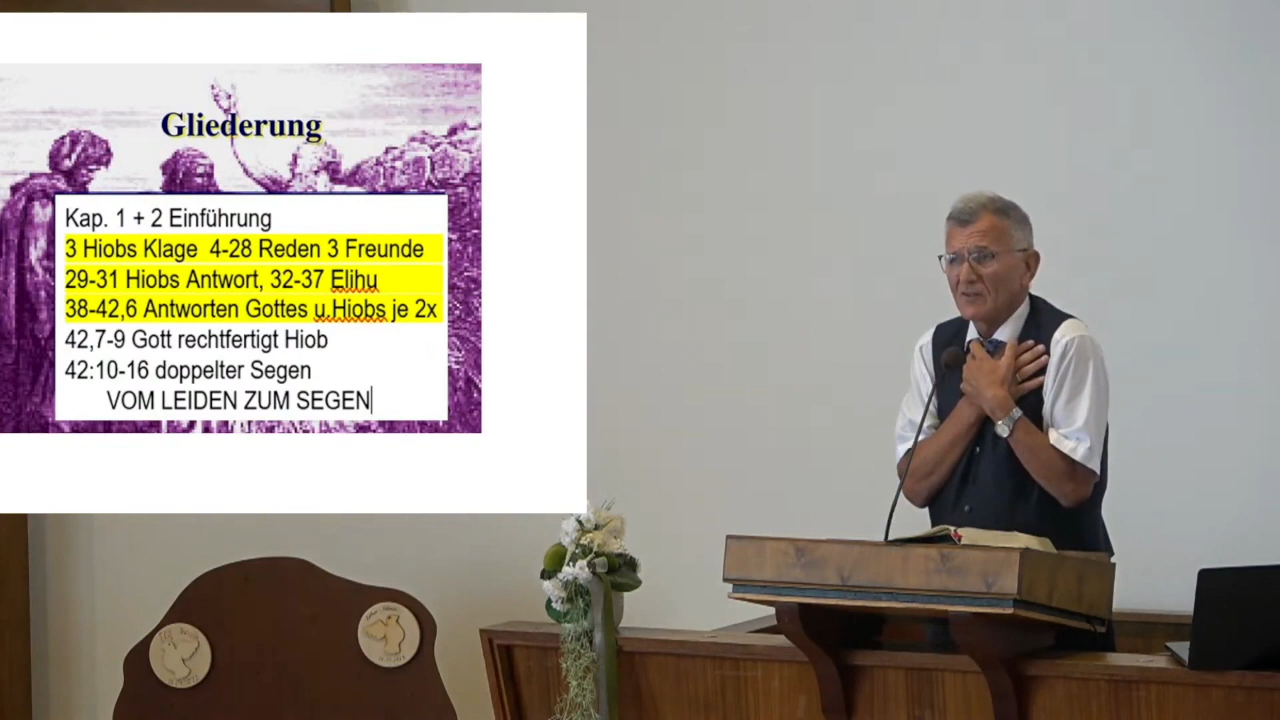 Gliederung
Kap. 1 + 2 Einführung
3 Hiobs Klage 4-28 Reden 3 Freunde
29-31 Hiobs Antwort, 32-37 Elihu
38-42,6 Antworten Gottes u.Hiobs je 2x
42,7-9 Gott rechtfertigt Hiob
42:10-16 doppelter Segen
VOM LEIDEN ZUM SEGEN